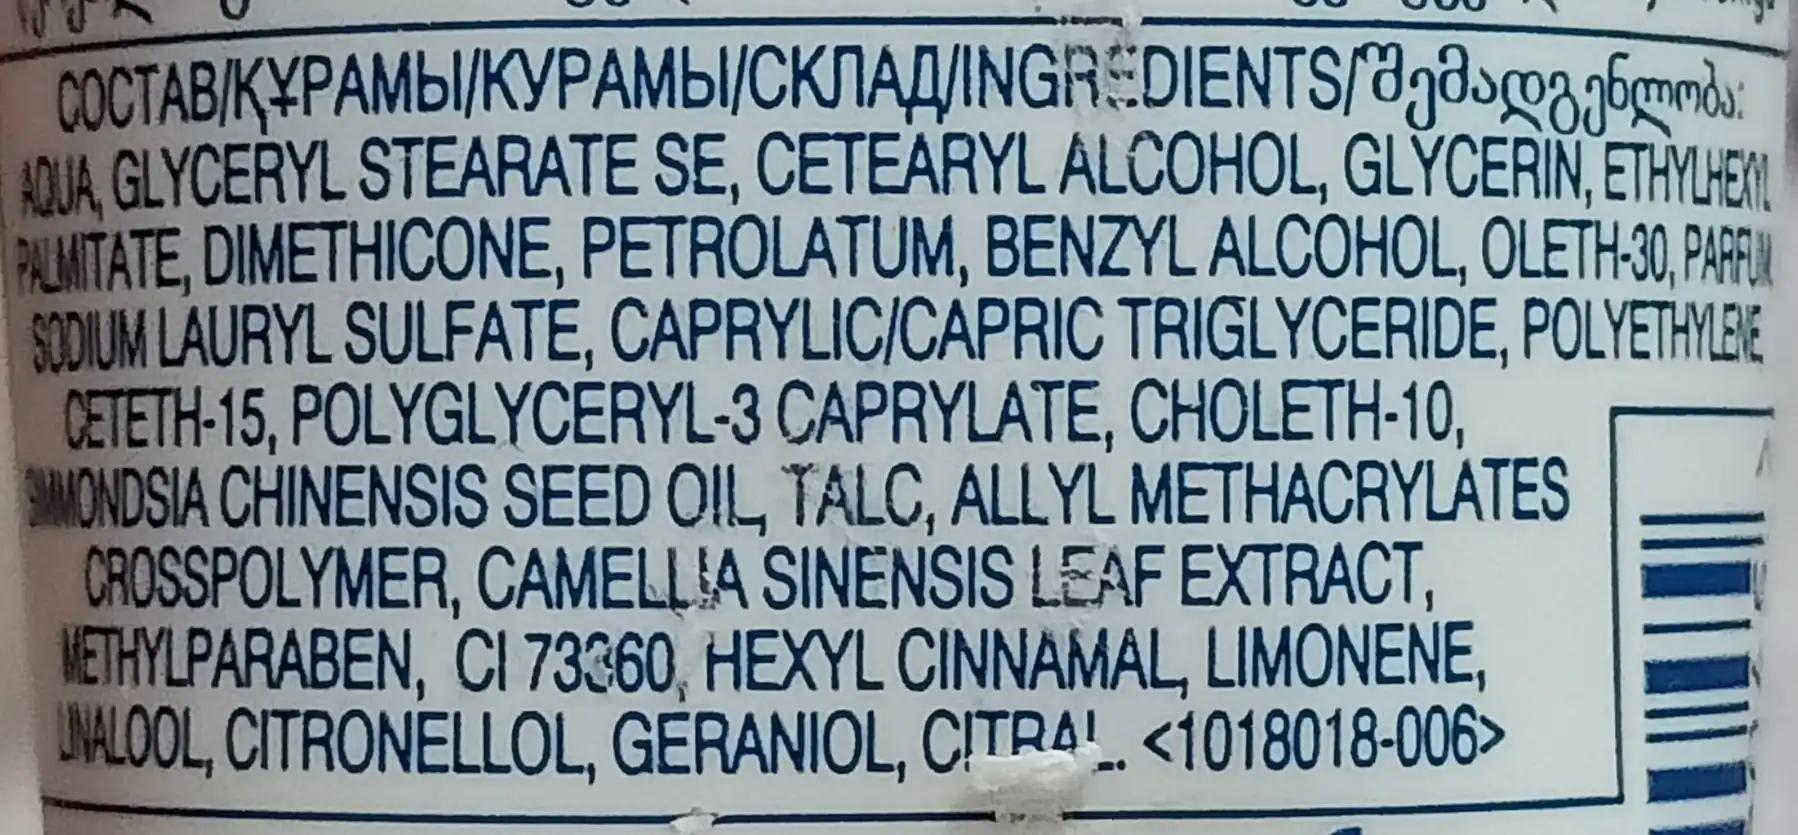 СОСТАВ/ҚҰРАМЫ/КУРАМЫ/СКЛАД/INGREDIENTS/შემადგენლობა:
AQUA, GLYCERYL STEARATE SE, CETEARYL ALCOHOL, GLYCERIN, ETHYLHEXYL
PALMITATE, DIMETHICONE, PETROLATUM, BENZYL ALCOHOL, OLETH-30, PARFUM
SODIUM LAURYL SULFATE, CAPRYLIC/CAPRIC TRIGLYCERIDE, POLYETHYLENE
CETETH-15, POLYGLYCERYL-3 CAPRYLATE, CHOLETH-10,
SIMMONDSIA CHINENSIS SEED OIL, TALC, ALLYL METHACRYLATES
CROSSPOLYMER, CAMELLIA SINENSIS LEAF EXTRACT,
METHYLPARABEN, CI 73360, HEXYL CINNAMAL, LIMONENE,
LINALOOL, CITRONELLOL, GERANIOL, CITRAL. <1018018-006>